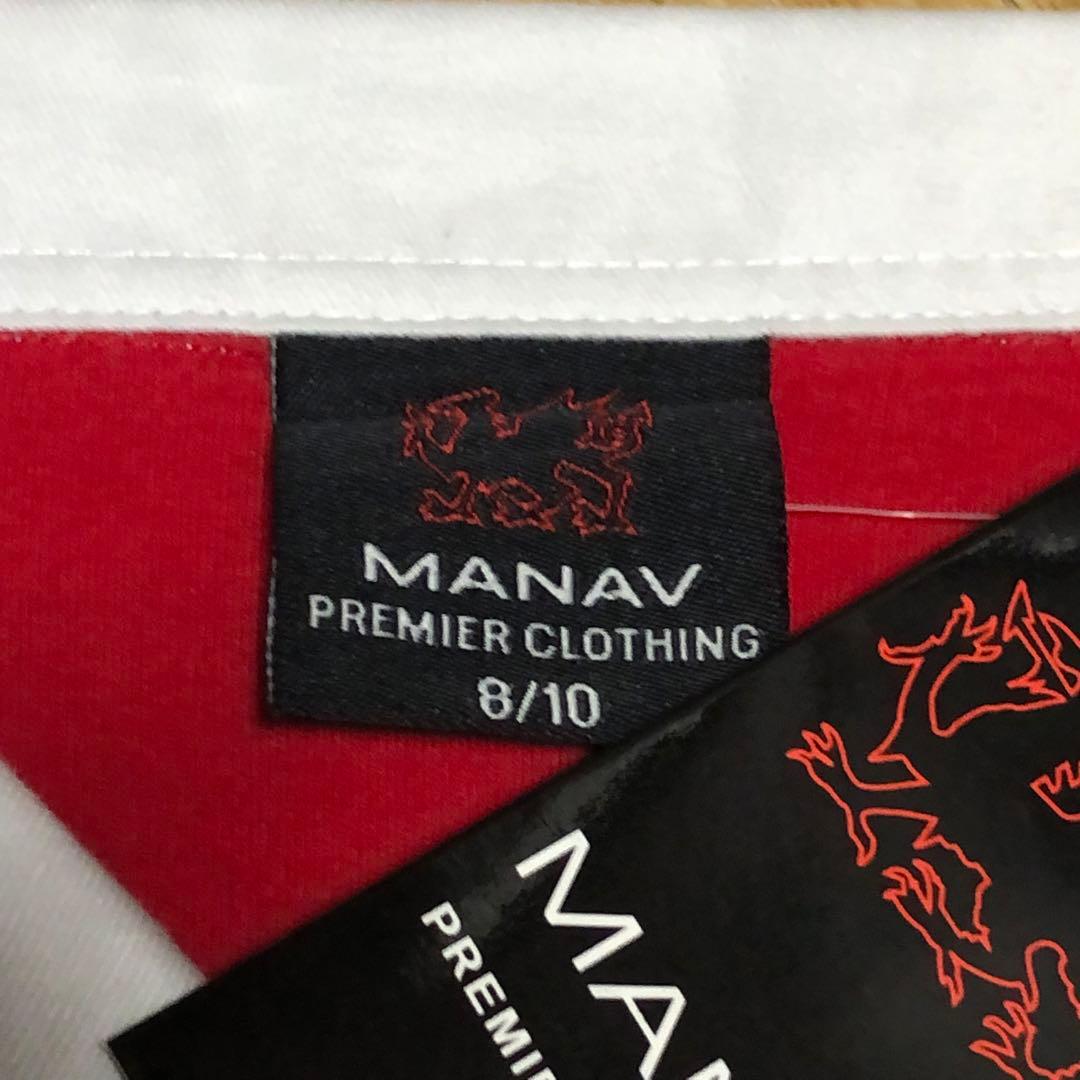 MANAV
PREMIER CLOTHING
8/10